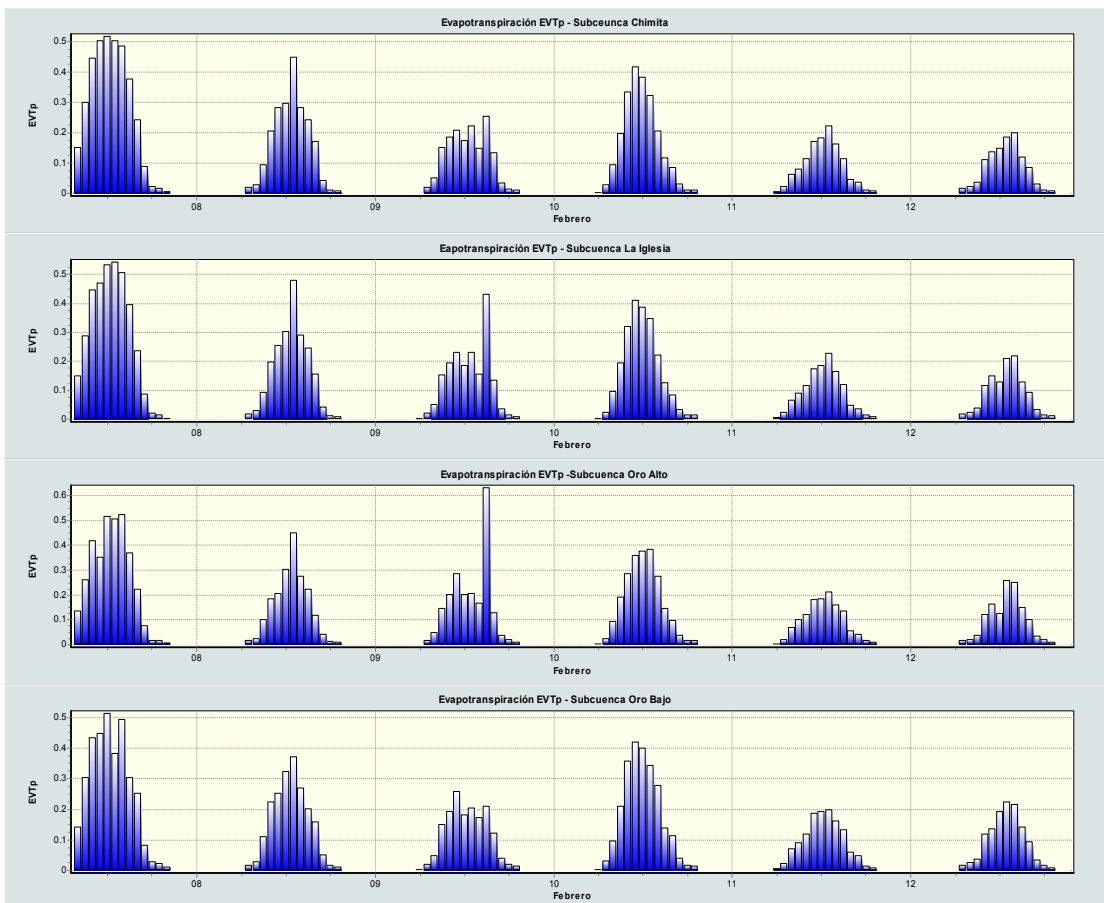 Evapotranspiración EVTp - Subceunca Chimita
0.5
0.4
0.3
0.2
0.1
0
EVTp
08 09 10 11 12
Febrero
Eapotranspiración EVTp - Subcuenca La Iglesia
0.5
0.4
0.3
0.2
0.1
0
EVTp
08 09 10 11 12
Febrero
Evapotranspiración EVTp -Subcuenca Oro Alto
0.6
0.5
0.4
0.3
0.2
0.1
0
EVTp
08 09 10 11 12
Febrero
Evapotranspiración EVTp - Subcuenca Oro Bajo
0.5
0.4
0.3
0.2
0.1
0
EVTp
08 09 10 11 12
Febrero